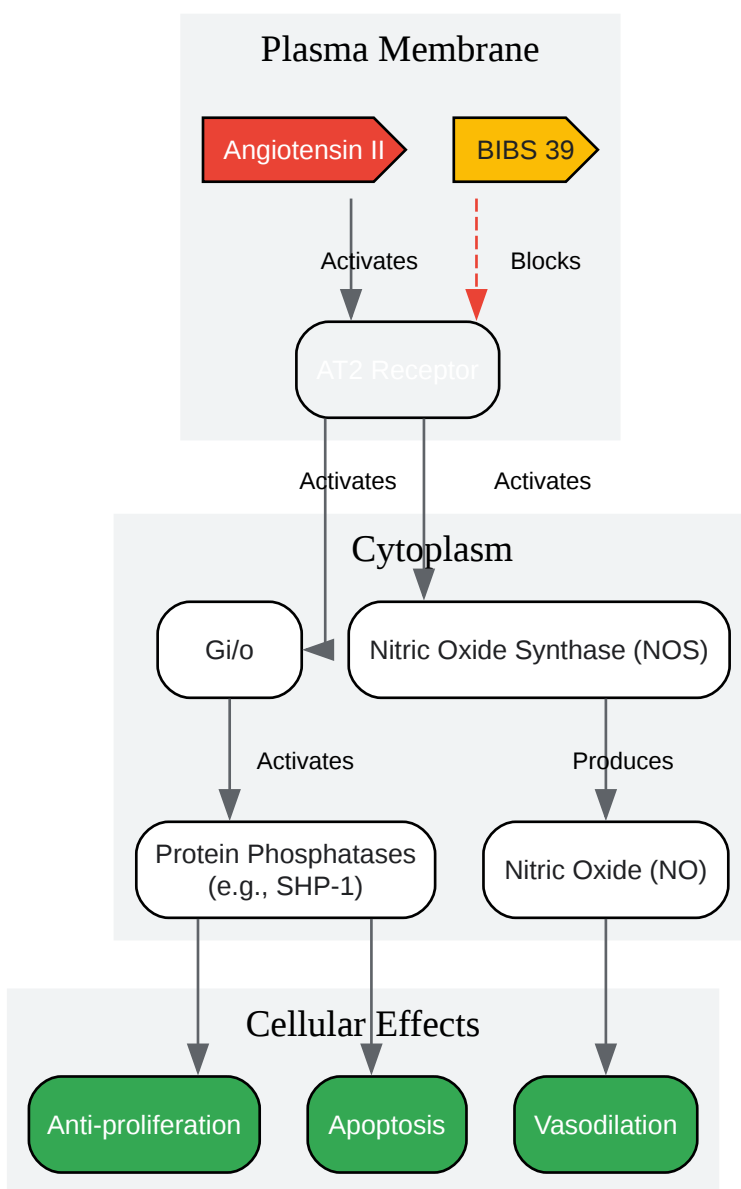 Plasma Membrane
Angiotensin II
BIBS 39
Activates
Blocks
AT2 Receptor
Activates
Activates
Cytoplasm
Gi/o
Nitric Oxide Synthase (NOS)
Activates
Produces
Protein Phosphatases
(e.g., SHP-1)
Nitric Oxide (NO)
Cellular Effects
Anti-proliferation
Apoptosis
Vasodilation